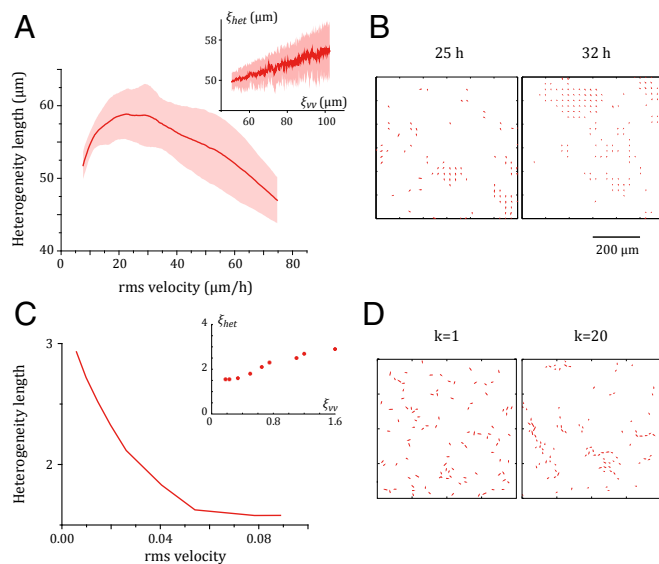 A
ξhet (μm)
58
50
ξvv (μm)
60 80 100
Heterogeneity length (μm)
60
50
40
0 20 40 60 80
rms velocity (μm/h)
B
25 h 32 h
200 μm
C
ξhet
4
2
0
0 0.8 1.6
ξvv
Heterogeneity length
3
2
0.00 0.04 0.08
rms velocity
D
k=1 k=20